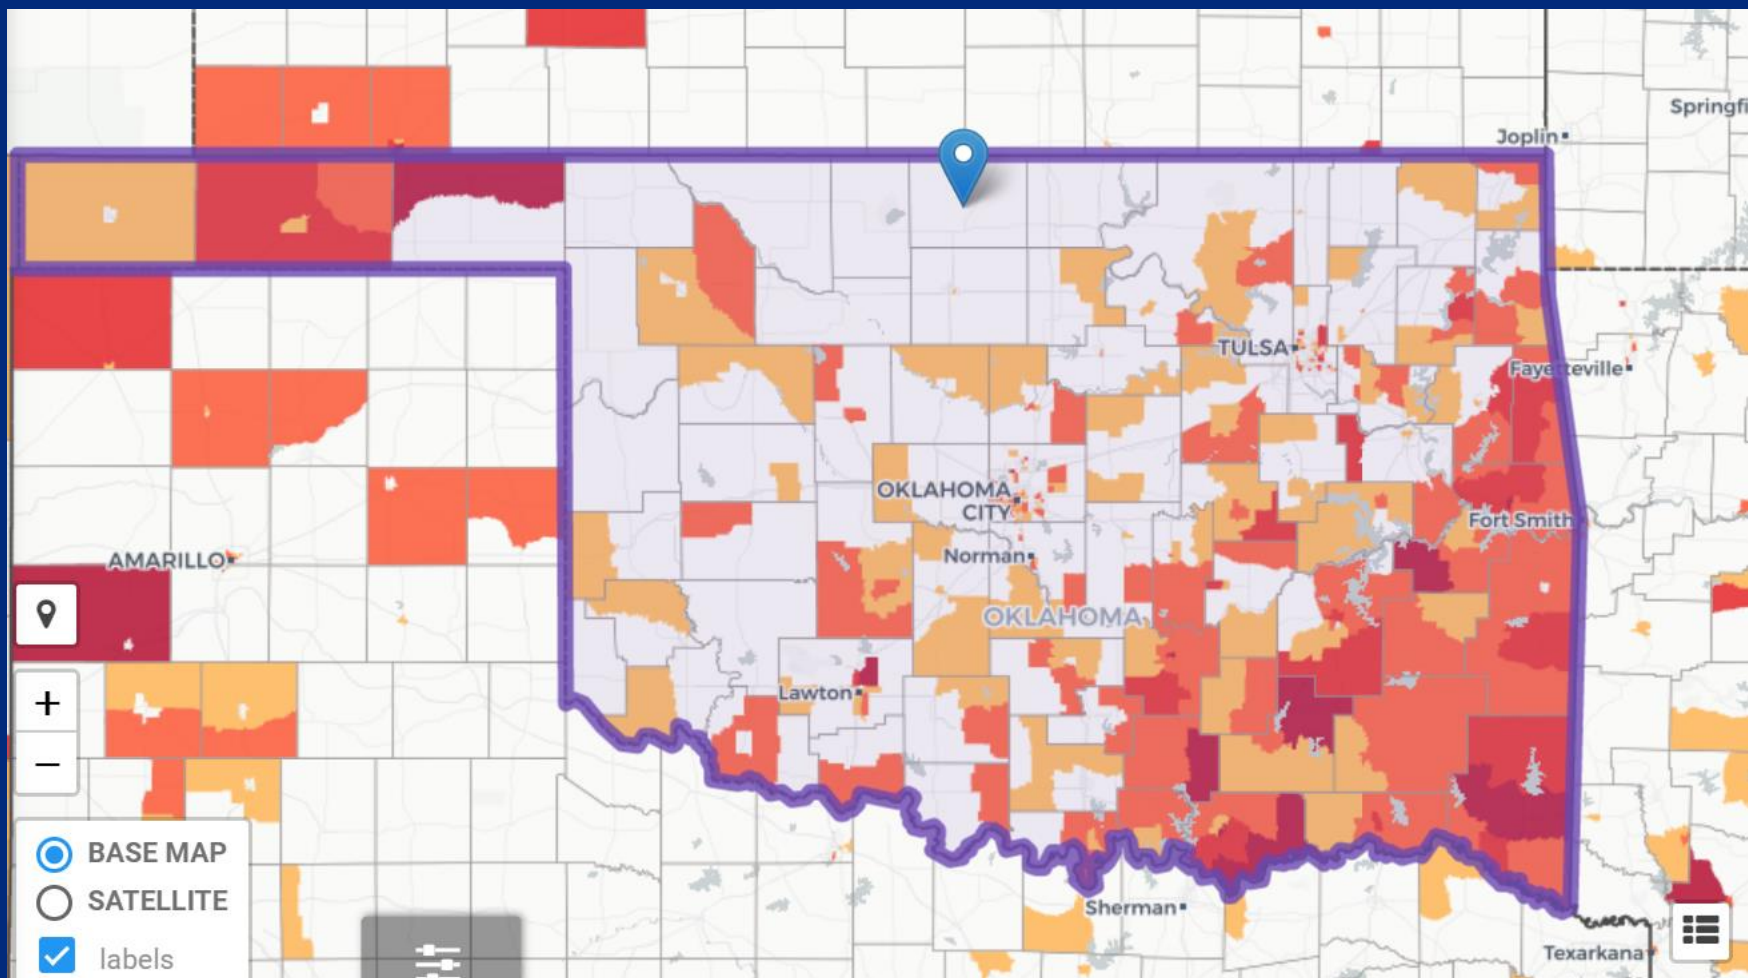 Springfi
Joplin
TULSA
Fayetteville
OKLAHOMA
CITY
Fort Smith
AMARILLO
Norman
OKLAHOMA
Lawton
+
−
BASE MAP
SATELLITE
labels
Sherman
Texarkana